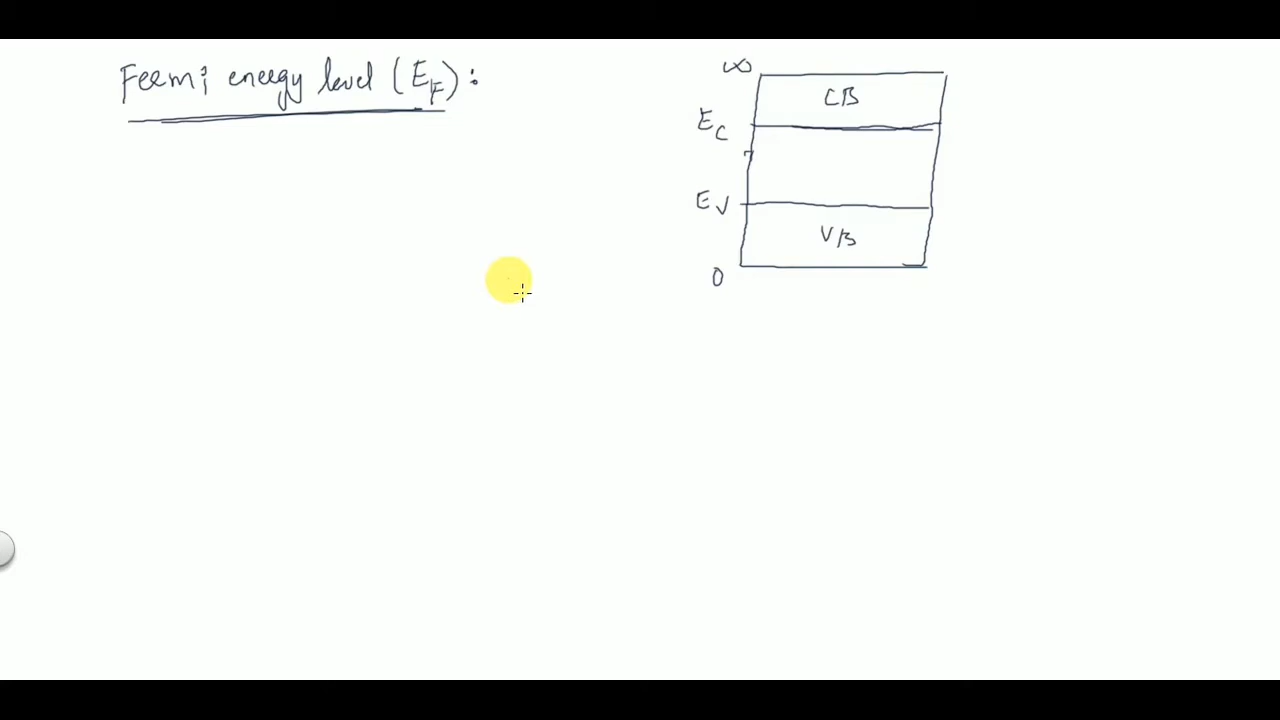 Fermi energy level (E_F):
∞
CB
E_C
E_V
VB
0